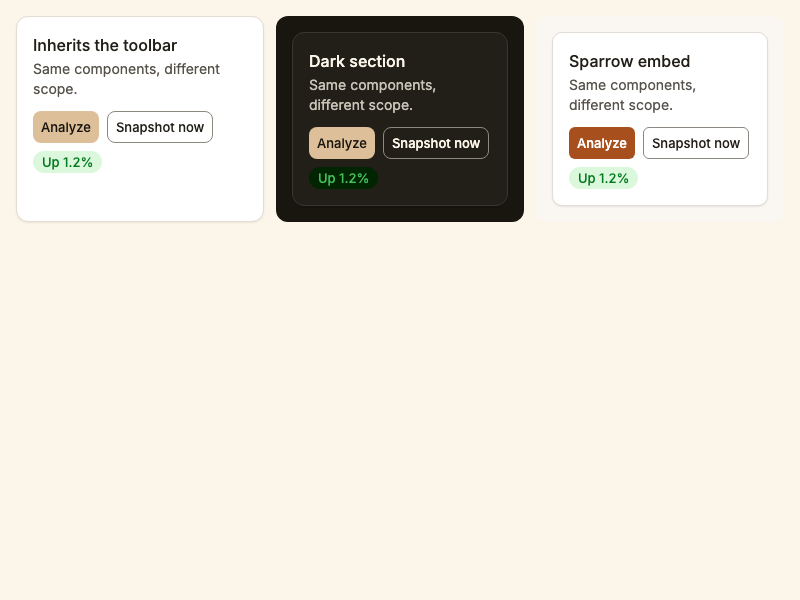 Inherits the toolbar
Same components, different
scope.
Analyze
Snapshot now
Up 1.2%
Dark section
Same components,
different scope.
Analyze
Snapshot now
Up 1.2%
Sparrow embed
Same components,
different scope.
Analyze
Snapshot now
Up 1.2%